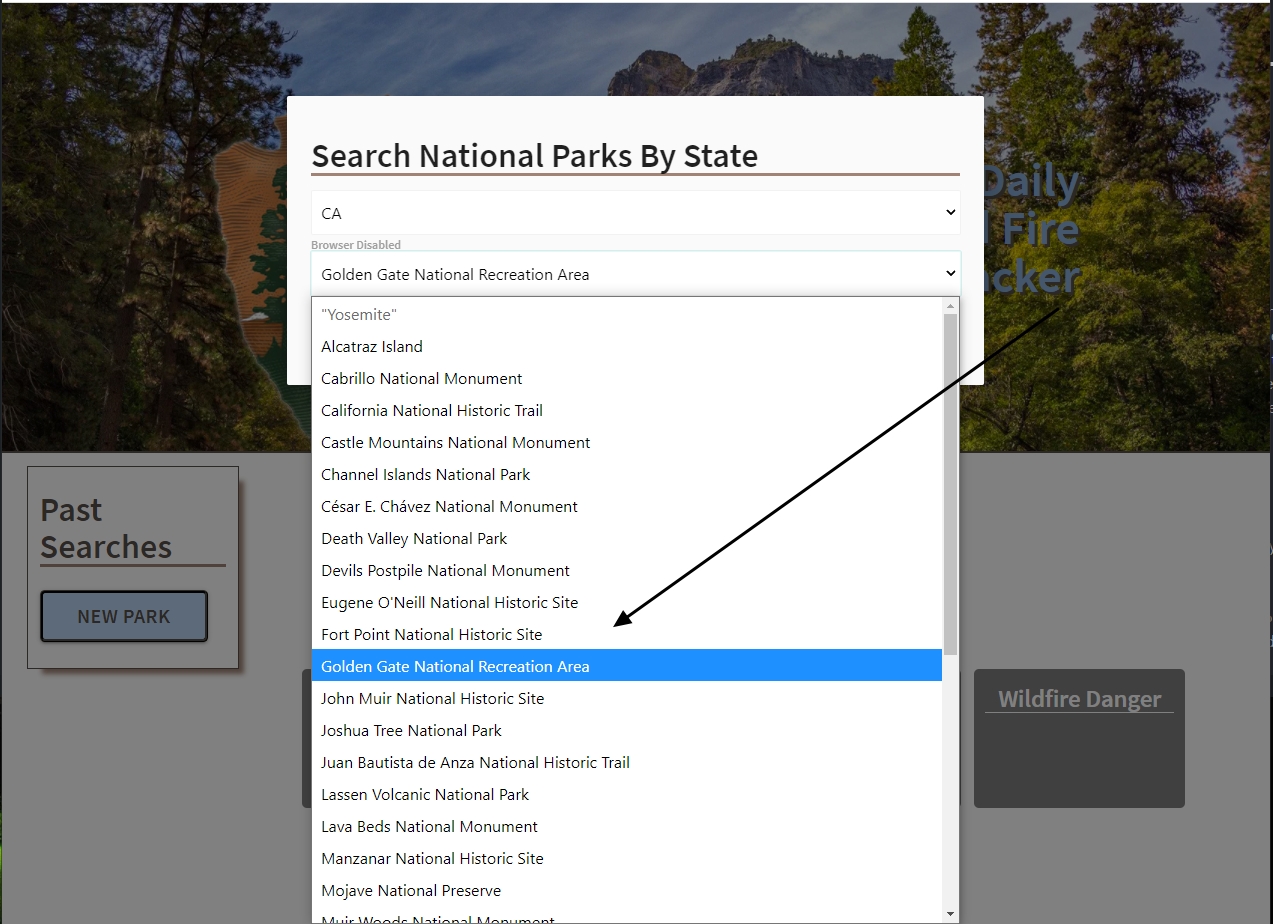 Search National Parks By State
CA
Daily
Fire
Browser Disabled
Golden Gate National Recreation Area
"Yosemite"
Alcatraz Island
Cabrillo National Monument
California National Historic Trail
Castle Mountains National Monument
Channel Islands National Park
César E. Chávez National Monument
Death Valley National Park
Devils Postpile National Monument
Eugene O'Neill National Historic Site
Fort Point National Historic Site
Golden Gate National Recreation Area
John Muir National Historic Site
Joshua Tree National Park
Juan Bautista de Anza National Historic Trail
Lassen Volcanic National Park
Lava Beds National Monument
Manzanar National Historic Site
Mojave National Preserve
Muir Woods National Monument
Past
Searches
NEW PARK
Wildfire Danger